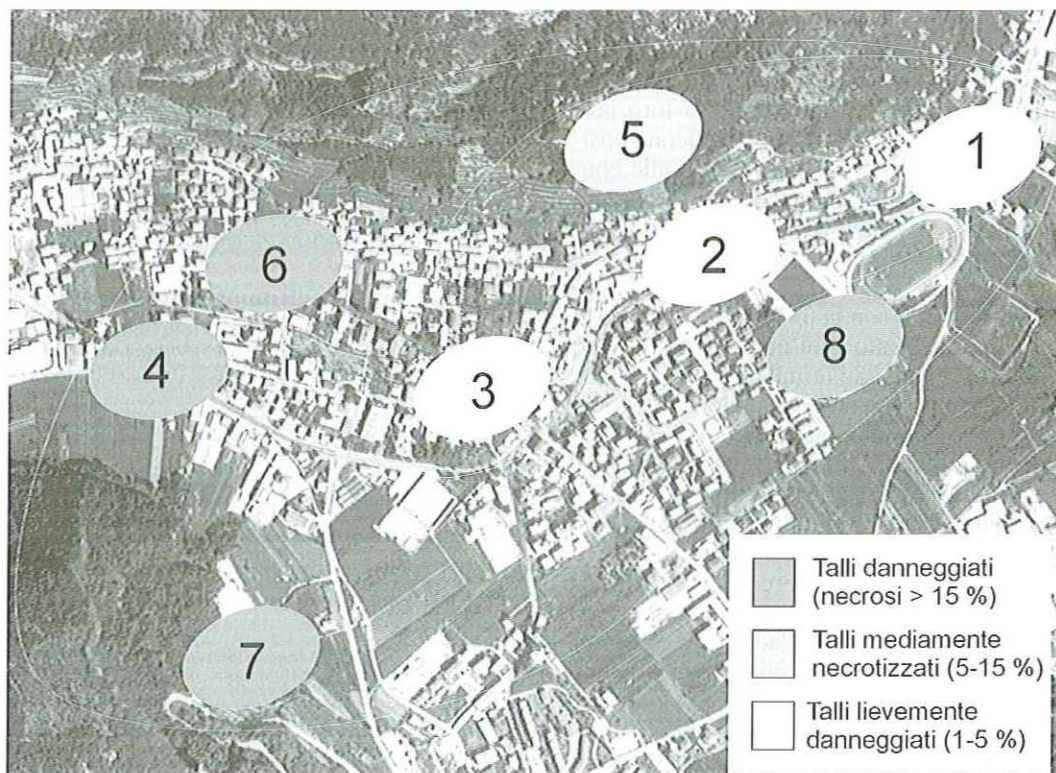 5
1
2
6
8
4
3
7
Talli danneggiati
(necrosi > 15 %)
Talli mediamente
necrotizzati (5-15 %)
Talli lievemente
danneggiati (1-5 %)